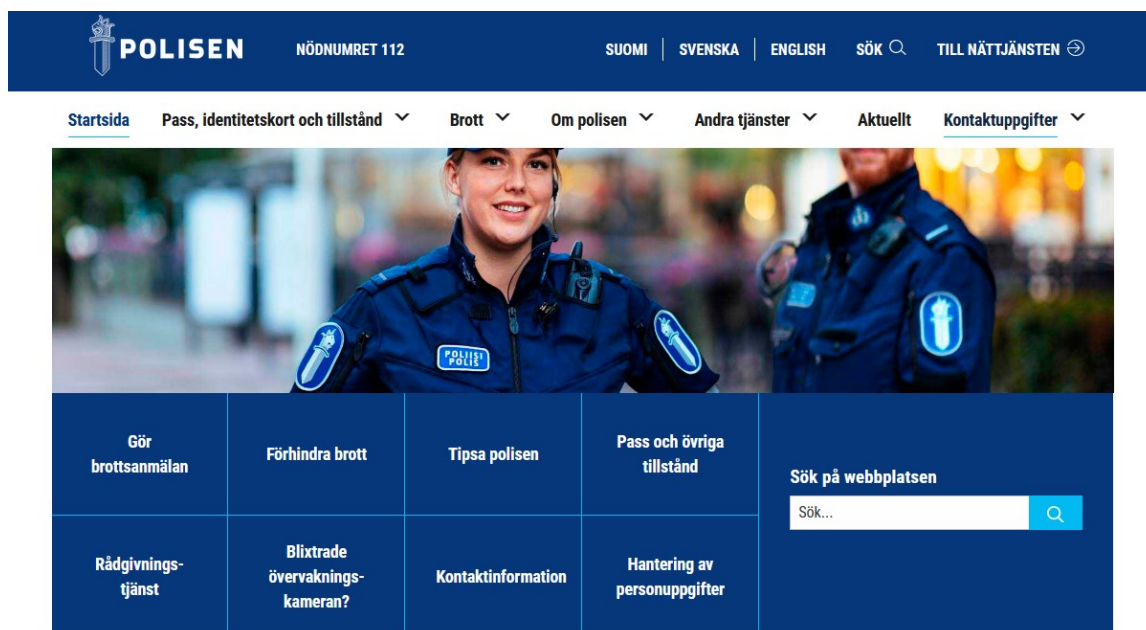 POLISEN
NÖDNUMRET 112
SUOMI
SVENSKA
ENGLISH
SÖK
TILL NÄTTJÄNSTEN
Startsida
Pass, identitetskort och tillstånd
Brott
Om polisen
Andra tjänster
Aktuellt
Kontaktuppgifter
POLIISI
POLIS
Gör
brottsanmälan
Förhindra brott
Tipsa polisen
Pass och övriga
tillstånd
Sök på webbplatsen
Sök...
Rådgivnings-
tjänst
Blixtrade
övervaknings-
kameran?
Kontaktinformation
Hantering av
personuppgifter